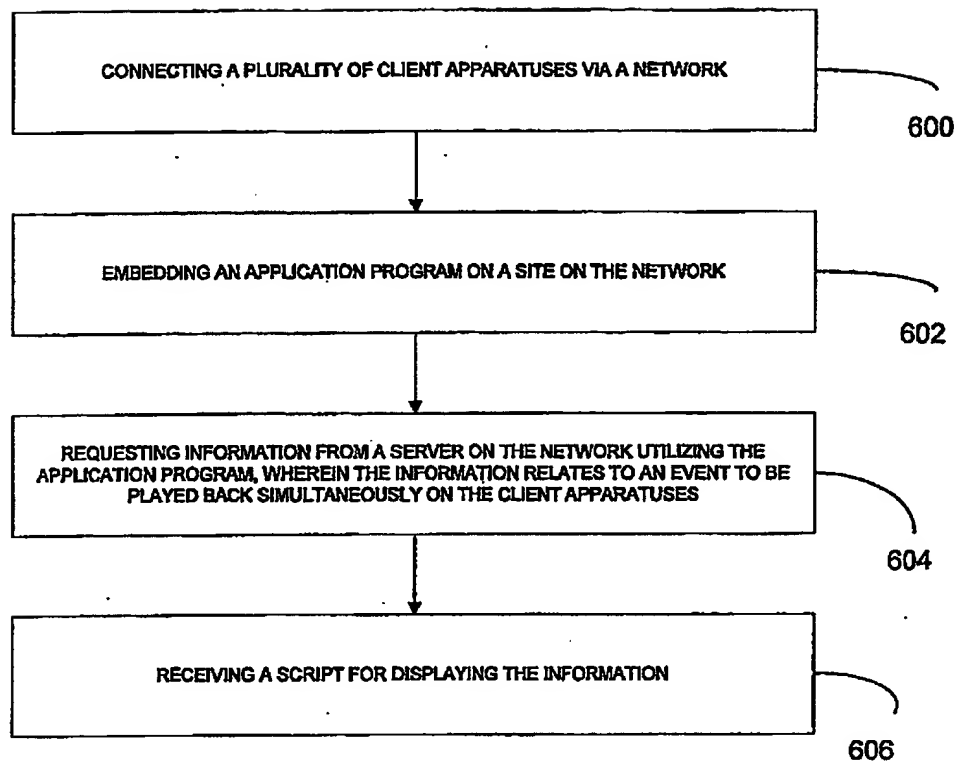 CONNECTING A PLURALITY OF CLIENT APPARATUSES VIA A NETWORK
600
EMBEDDING AN APPLICATION PROGRAM ON A SITE ON THE NETWORK
602
REQUESTING INFORMATION FROM A SERVER ON THE NETWORK UTILIZING THE
APPLICATION PROGRAM, WHEREIN THE INFORMATION RELATES TO AN EVENT TO BE
PLAYED BACK SIMULTANEOUSLY ON THE CLIENT APPARATUSES
604
RECEIVING A SCRIPT FOR DISPLAYING THE INFORMATION
606